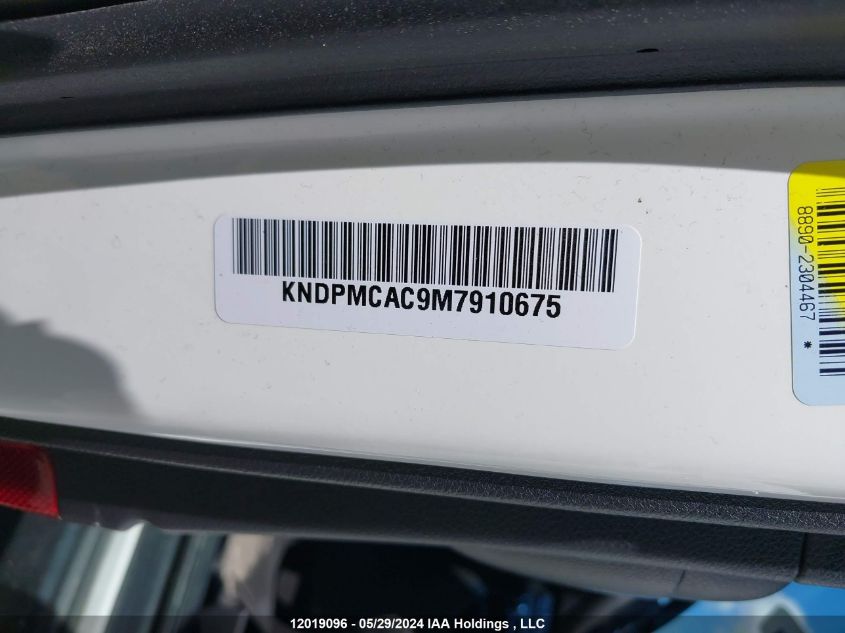 KNDPMCAC9M7910675
8890-2304467 *
12019096 - 05/29/2024 IAA Holdings , LLC